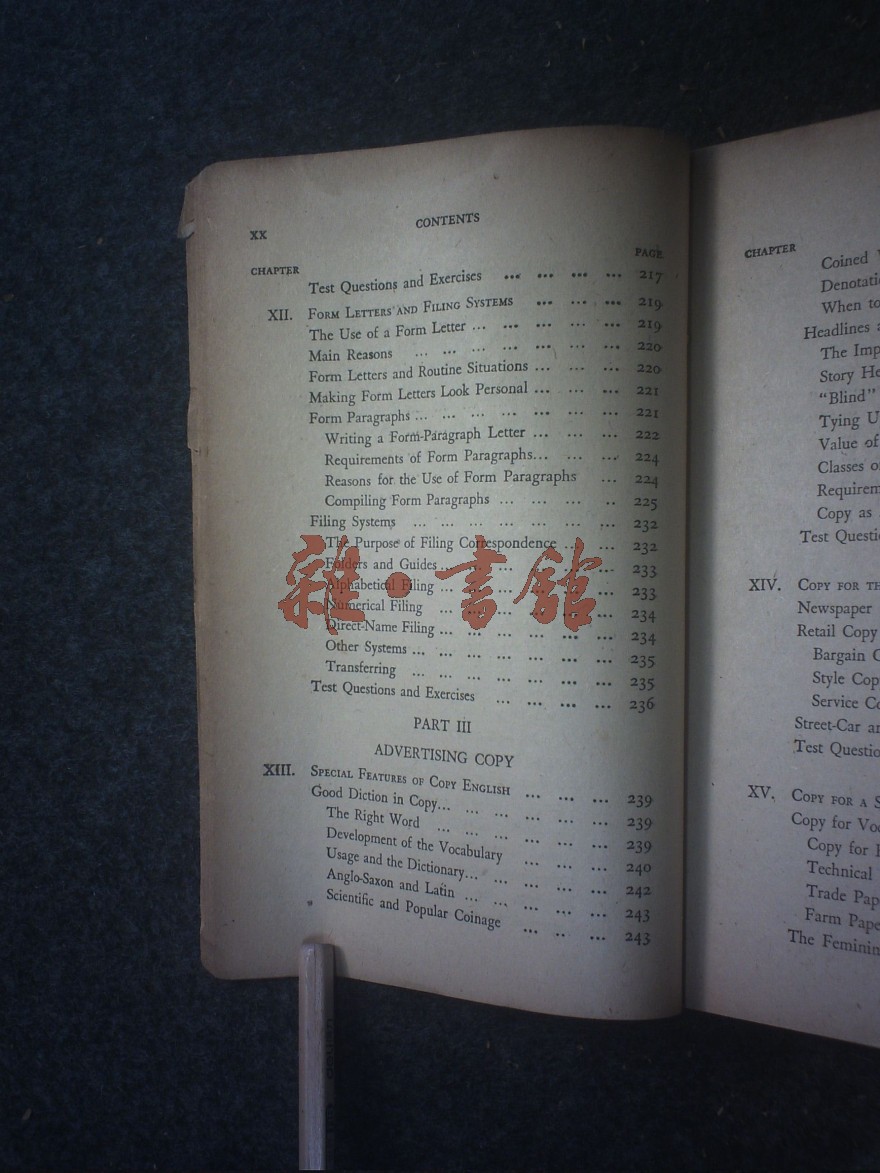 XX
CONTENTS
CHAPTER
PAGE
Test Questions and Exercises ... ... ... ... 217
XII. FORM LETTERS AND FILING SYSTEMS ... ... ... 219
The Use of a Form Letter ... ... ... ... ... 219
Main Reasons ... ... ... ... ... ... ... 220
Form Letters and Routine Situations ... ... ... 220
Making Form Letters Look Personal ... ... ... 221
Form Paragraphs ... ... ... ... ... ... ... 221
Writing a Form-Paragraph Letter ... ... ... 222
Requirements of Form Paragraphs... ... ... 224
Reasons for the Use of Form Paragraphs ... 224
Compiling Form Paragraphs ... ... ... .. 225
Filing Systems ... ... ... ... ... ... ... 232
The Purpose of Filing Correspondence ... ... 232
Folders and Guides ... ... ... ... ... ... 233
Alphabetical Filing ... ... ... ... ... ... 233
Numerical Filing ... ... ... ... ... ... 234
Direct-Name Filing ... ... ... ... ... ... 234
Other Systems ... ... ... ... ... ... ... 235
Transferring ... ... ... ... ... ... ... 235
Test Questions and Exercises ... ... ... ... 236
雜·書舘
PART III
ADVERTISING COPY
XIII. SPECIAL FEATURES OF COPY ENGLISH ... ... ... 239
Good Diction in Copy... ... ... ... ... ... 239
The Right Word ... ... ... ... ... ... 239
Development of the Vocabulary ... ... ... 240
Usage and the Dictionary... ... ... ... ... 242
Anglo-Saxon and Latin ... ... ... ... ... 243
Scientific and Popular Coinage ... .. ... 243
CHAPTER
Coined
Denotati
When to
Headlines
The Imp
Story He
"Blind"
Tying U
Value of
Classes o
Requirem
Copy as
Test Questi
XIV. COPY FOR TH
Newspaper
Retail Copy
Bargain C
Style Cop
Service Co
Street-Car an
Test Questio
XV. COPY FOR A S
Copy for Voc
Copy for
Technical
Trade Pap
Farm Pape
The Feminin